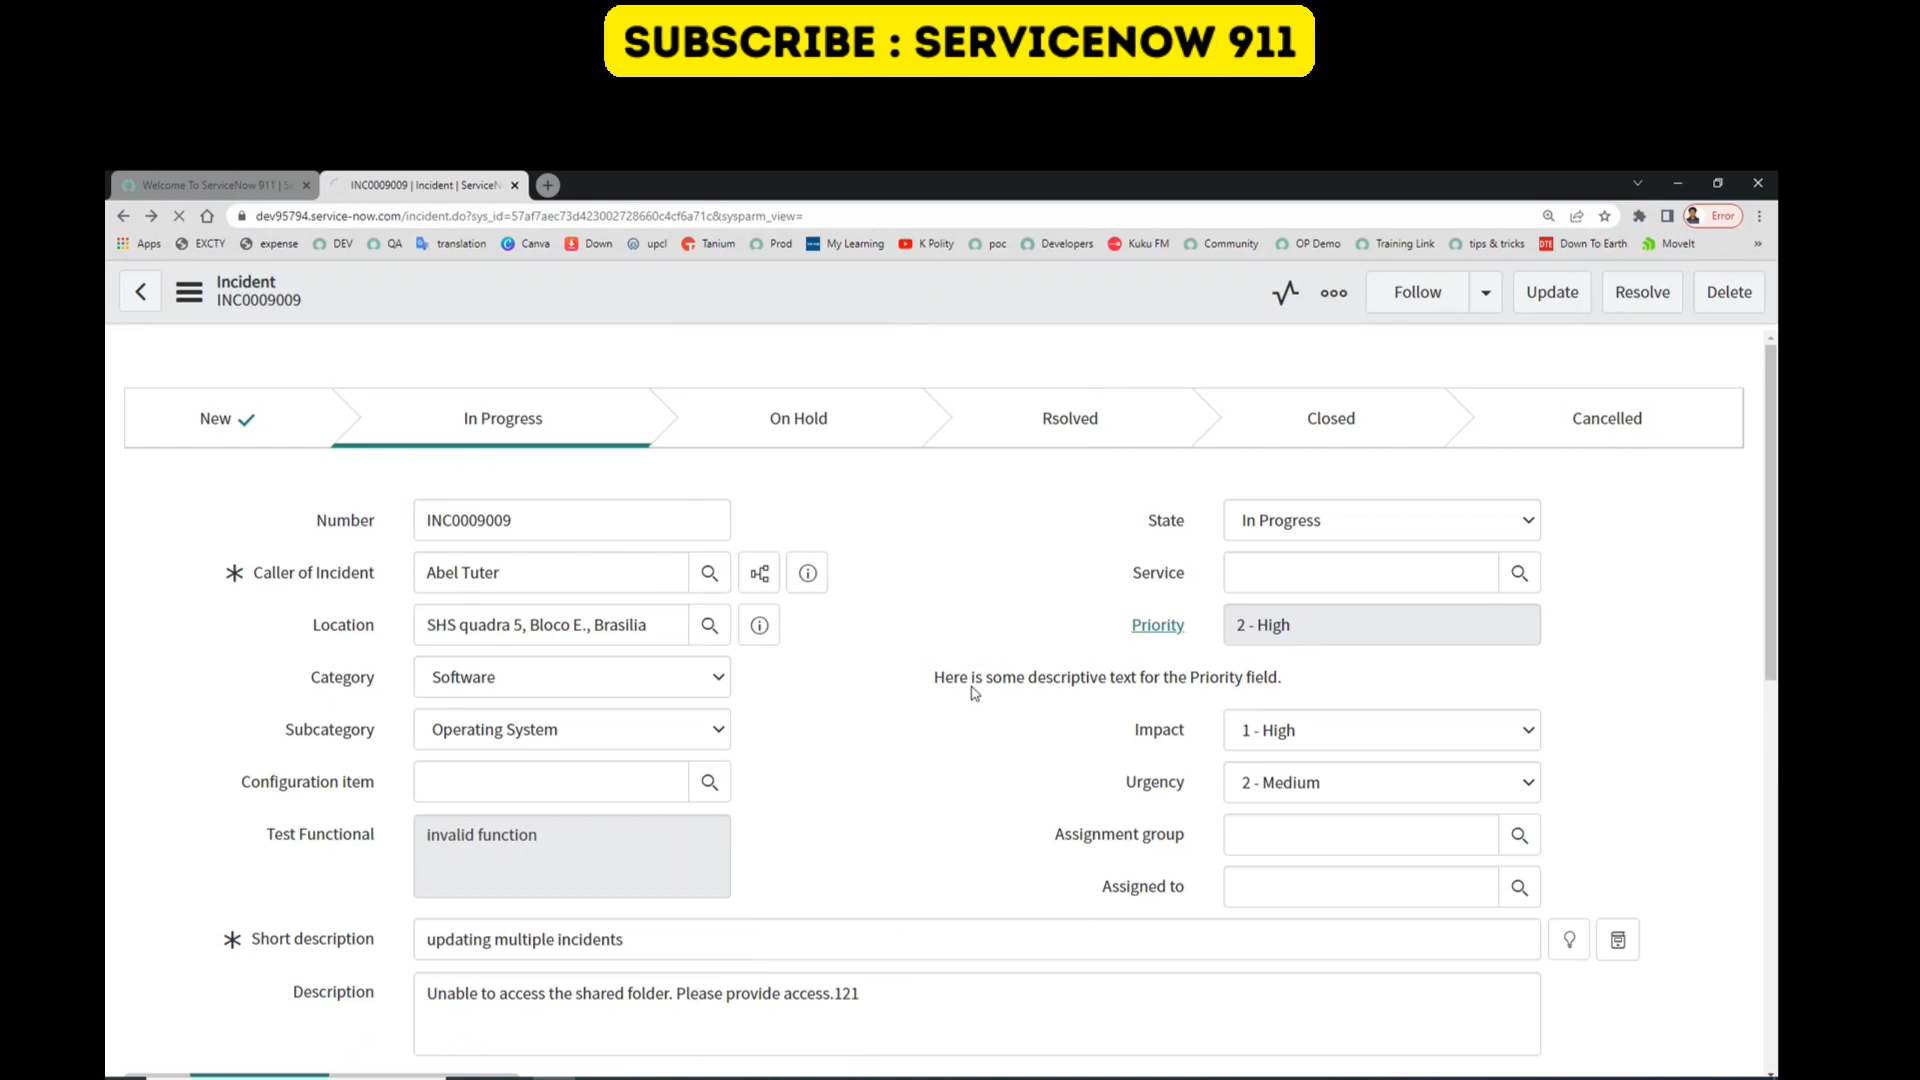 SUBSCRIBE : SERVICENOW 911
Welcome To ServiceNow 911 | S
INC0009009 | Incident | ServiceN
dev95794.service-now.com/incident.do?sys_id=57af7aec73d423002728660c4cf6a71c&sysparm_view=
Error
Apps EXCTY expense DEV QA translation Canva Down upcl Tanium Prod My Learning K Polity poc Developers Kuku FM Community OP Demo Training Link tips & tricks Down To Earth MoveIt »
Incident
INC0009009
Follow Update Resolve Delete
New In Progress On Hold Rsolved Closed Cancelled
Number INC0009009 State In Progress
Caller of Incident Abel Tuter Service
Location SHS quadra 5, Bloco E., Brasilia Priority 2 - High
Category Software Here is some descriptive text for the Priority field.
Subcategory Operating System Impact 1 - High
Configuration item Urgency 2 - Medium
Test Functional invalid function Assignment group
Assigned to
Short description updating multiple incidents
Description Unable to access the shared folder. Please provide access.121